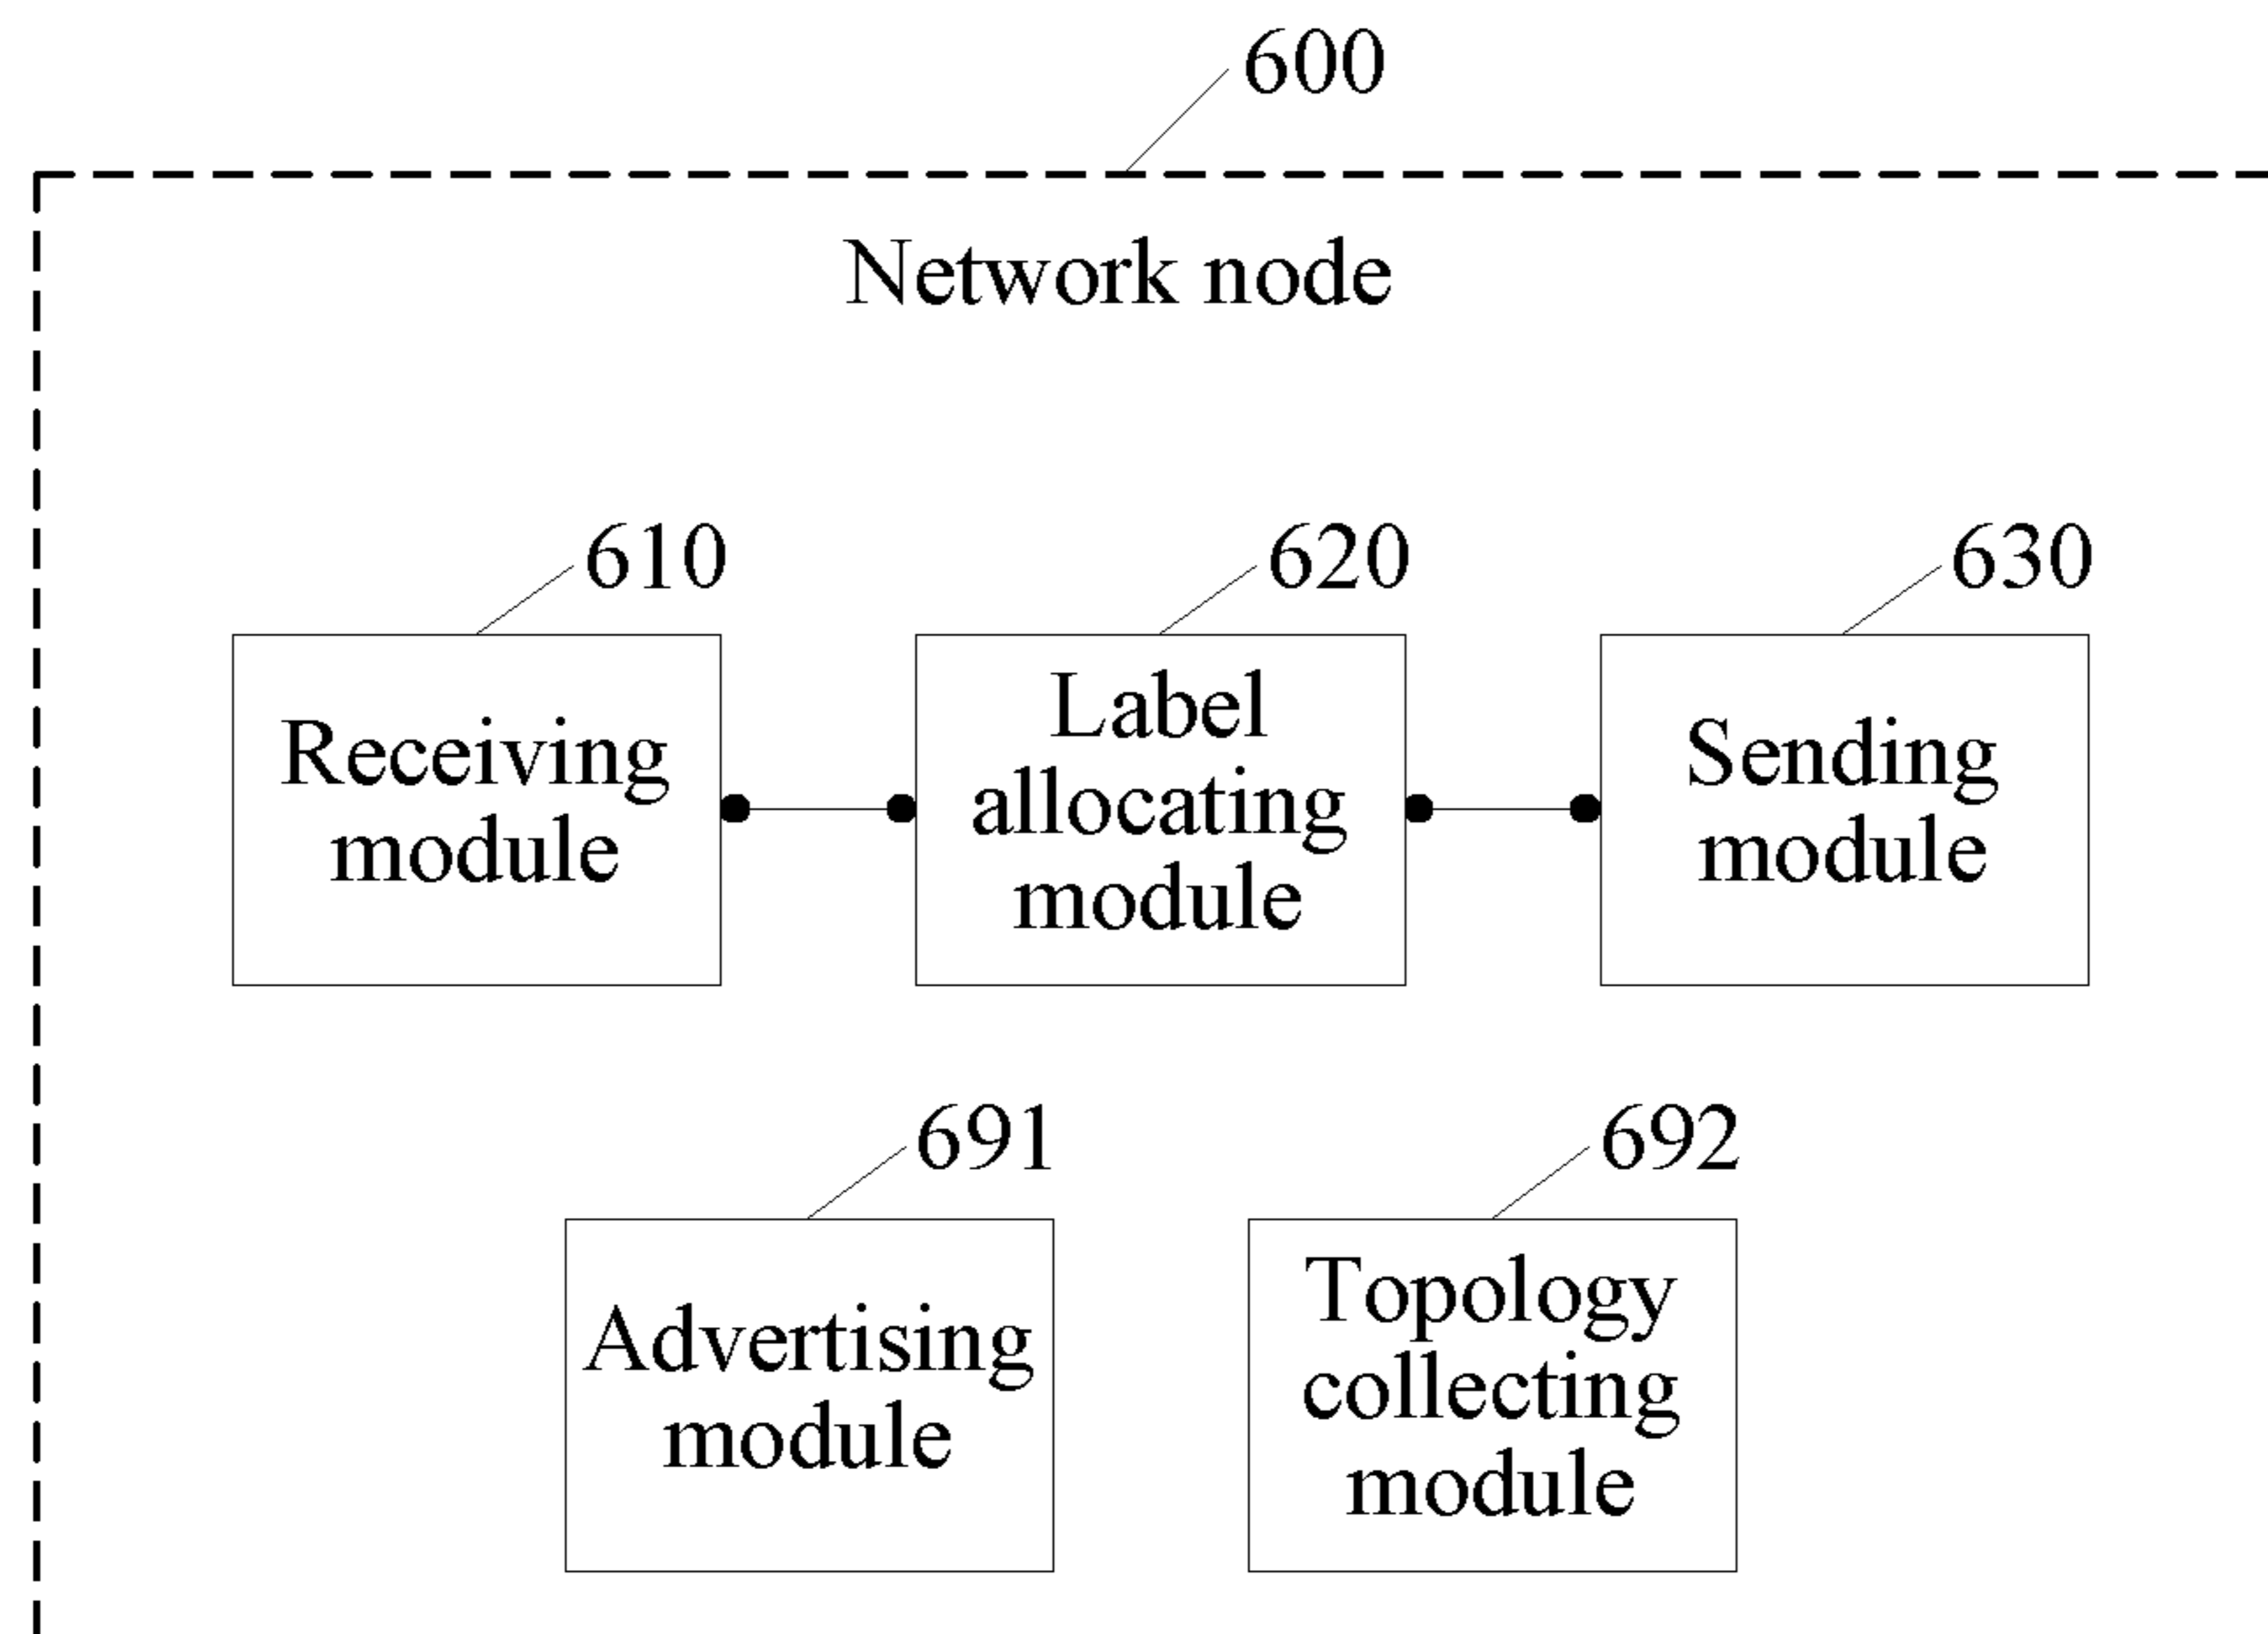 600
Network node
610
620
630
Receiving
module
Label
allocating
module
Sending
module
691
692
Advertising
module
Topology
collecting
module